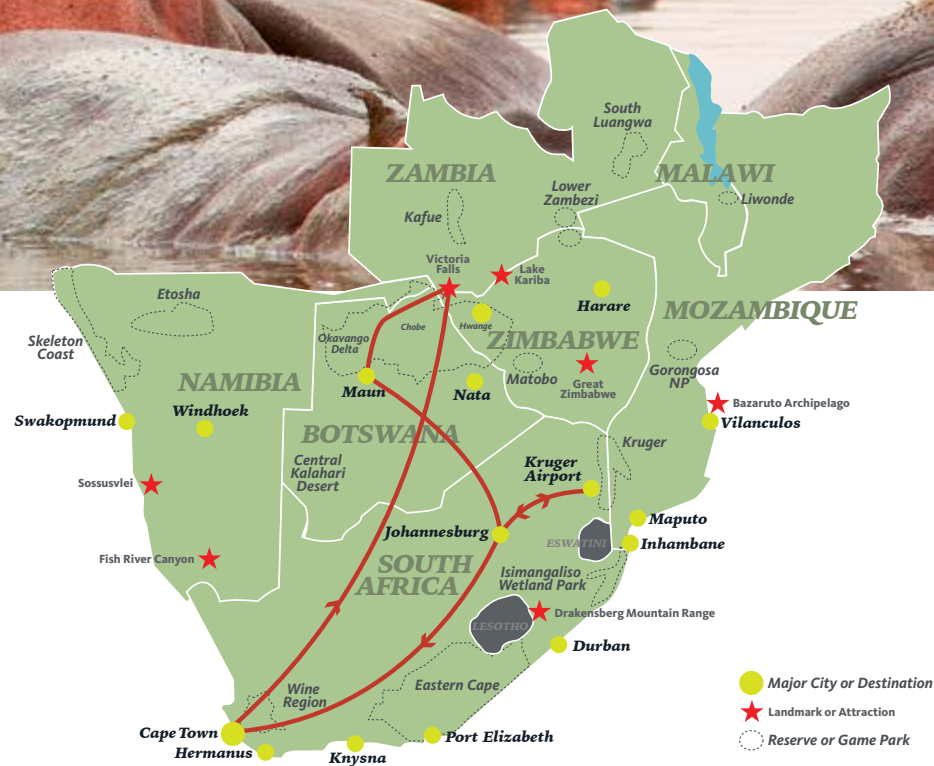 South
Luangwa
ZAMBIA
MALAWI
Lower
Zambezi
Liwonde
Kafue
Victoria
Falls
Lake
Kariba
Etosha
Harare
MOZAMBIQUE
Skeleton
Coast
Okavango
Delta
Chobe
Hwange
ZIMBABWE
Gorongosa
NP
NAMIBIA
Maun
Nata
Matobo
Great
Zimbabwe
Bazaruto Archipelago
Vilanculos
Swakopmund
Windhoek
BOTSWANA
Kruger
Central
Kalahari
Desert
Kruger
Airport
Sossusvlei
Maputo
Johannesburg
ESWATINI
Inhambane
Fish River Canyon
SOUTH
AFRICA
Isimangaliso
Wetland Park
Drakensberg Mountain Range
LESOTHO
Durban
Wine
Region
Eastern Cape
Major City or Destination
Landmark or Attraction
Reserve or Game Park
Cape Town
Hermanus
Knysna
Port Elizabeth